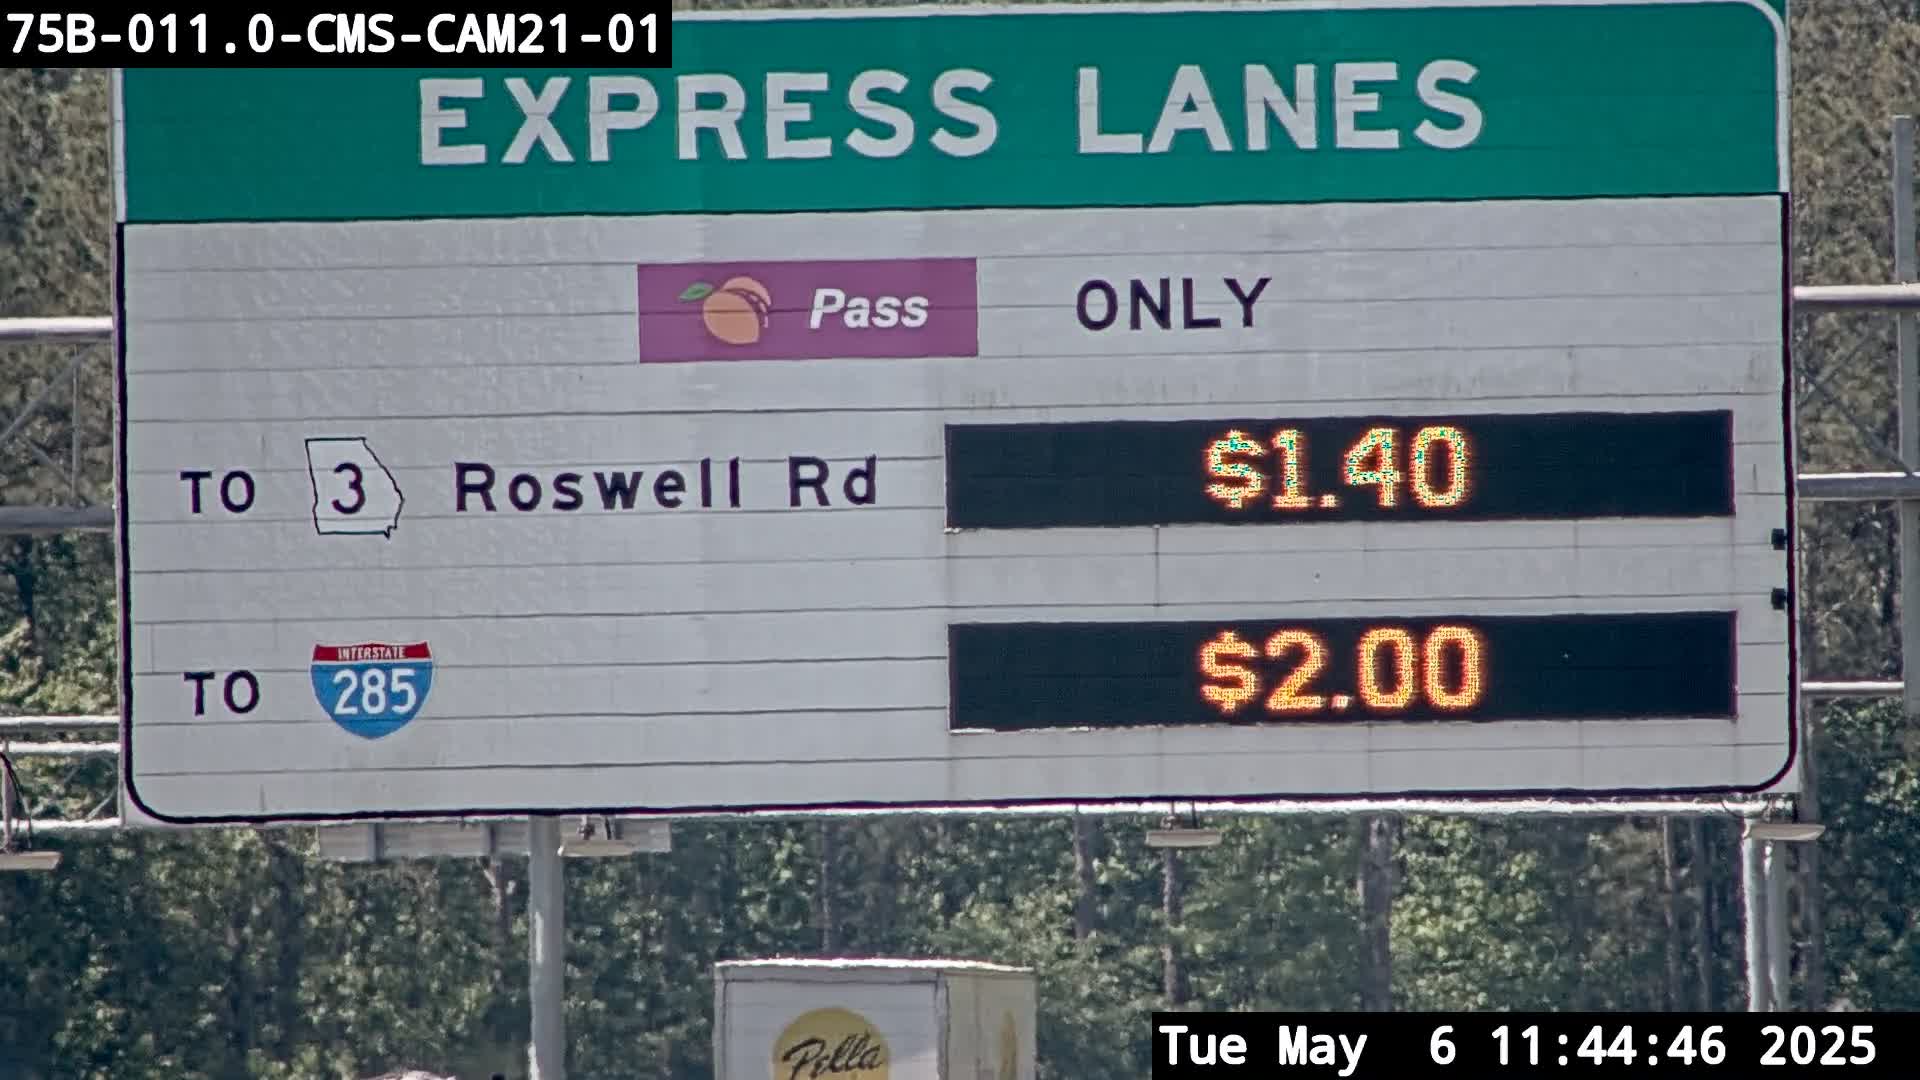 75B-011.0-CMS-CAM21-01
EXPRESS LANES
Pass ONLY
TO 3 Roswell Rd $1.40
INTERSTATE
TO 285 $2.00
Pella
Tue May 6 11:44:46 2025